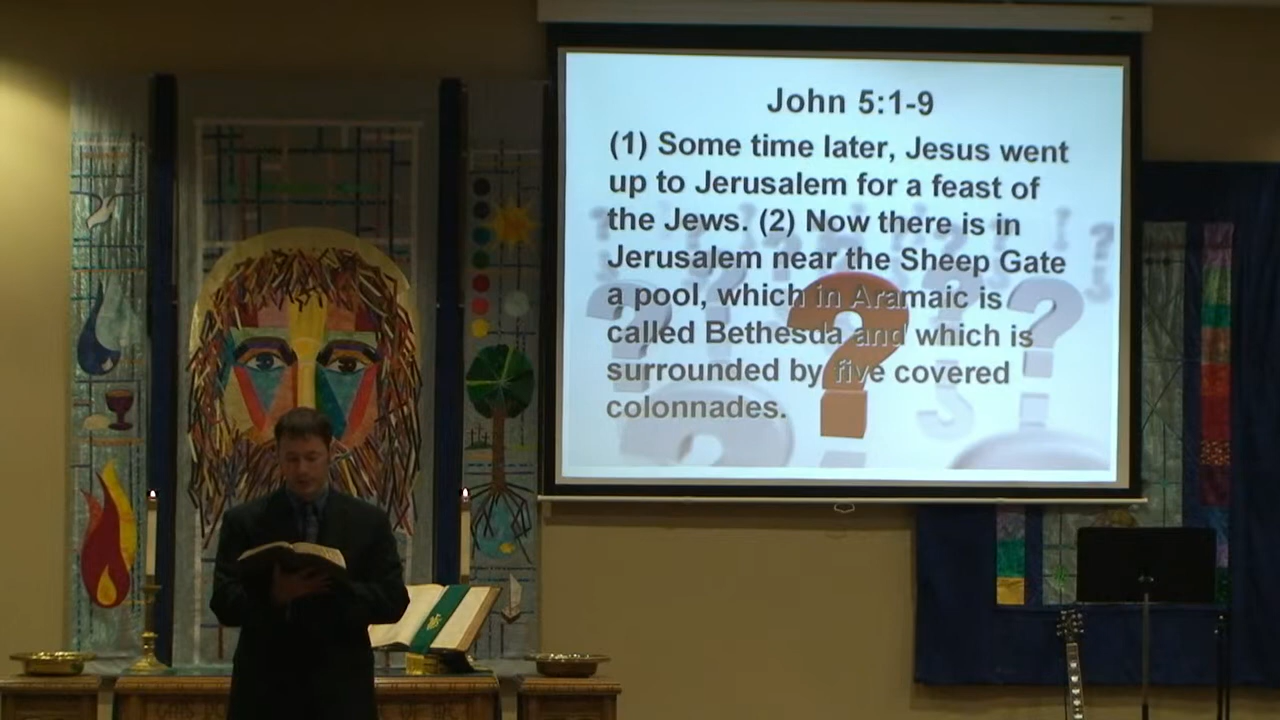 John 5:1-9
(1) Some time later, Jesus went
up to Jerusalem for a feast of
the Jews. (2) Now there is in
Jerusalem near the Sheep Gate
a pool, which in Aramaic is
called Bethesda and which is
surrounded by five covered
colonnades.